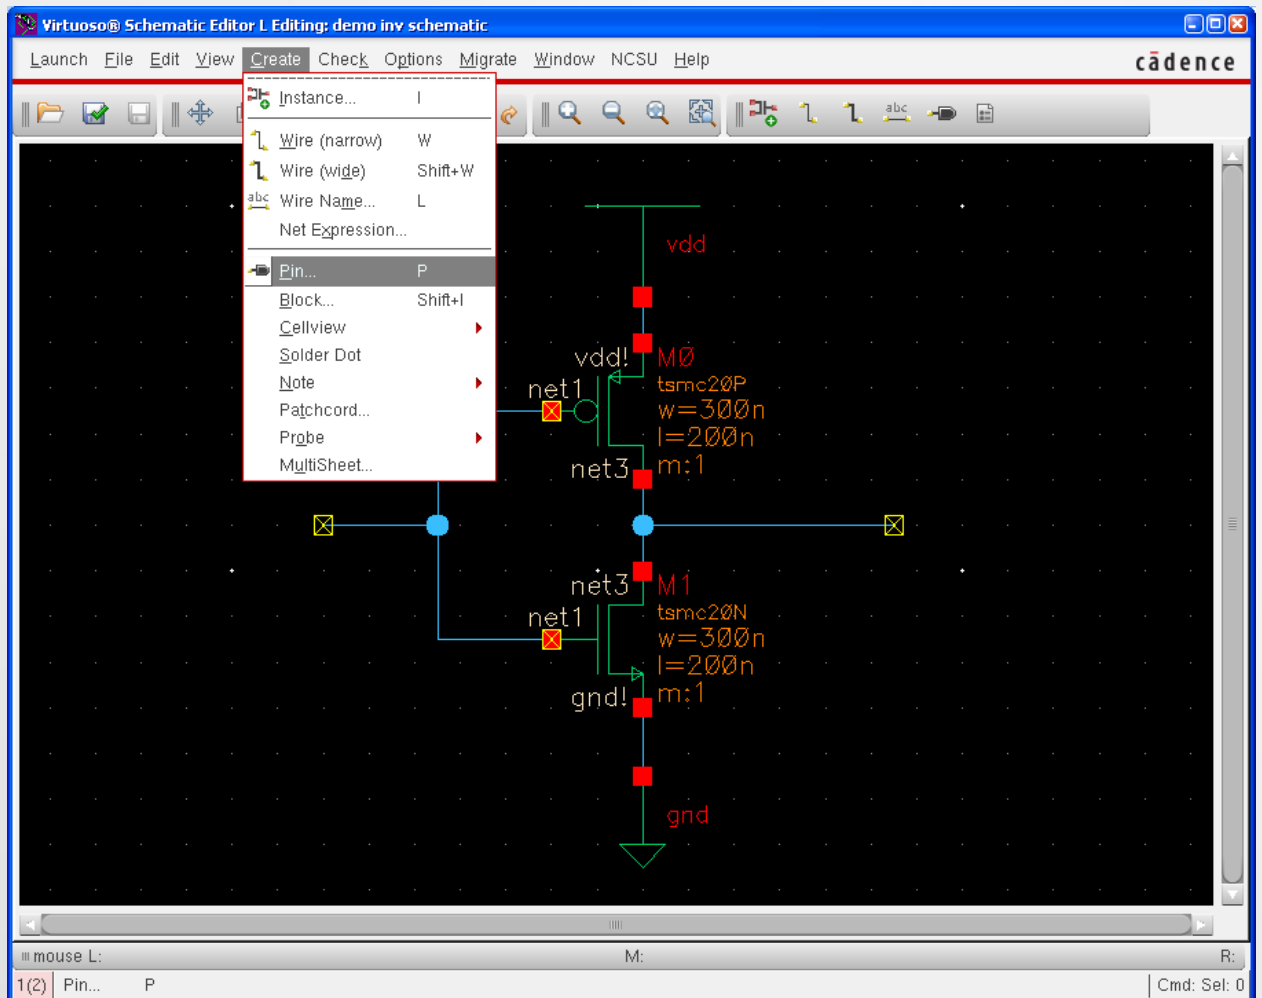 Virtuoso® Schematic Editor L Editing: demo inv schematic
Launch File Edit View Create Check Options Migrate Window NCSU Help
cādence
Instance... I
Wire (narrow) W
Wire (wide) Shift+W
abc Wire Name... L
Net Expression...
Pin... P
Block... Shift+I
Cellview
Solder Dot
Note
Patchcord...
Probe
MultiSheet...
abc
vdd
vdd! M0
net1 tsmc20P
w=300n
l=200n
net3 m:1
net3 M1
net1 tsmc20N
w=300n
l=200n
gnd! m:1
gnd
mouse L: M: R:
1(2) Pin... P Cmd: Sel: 0